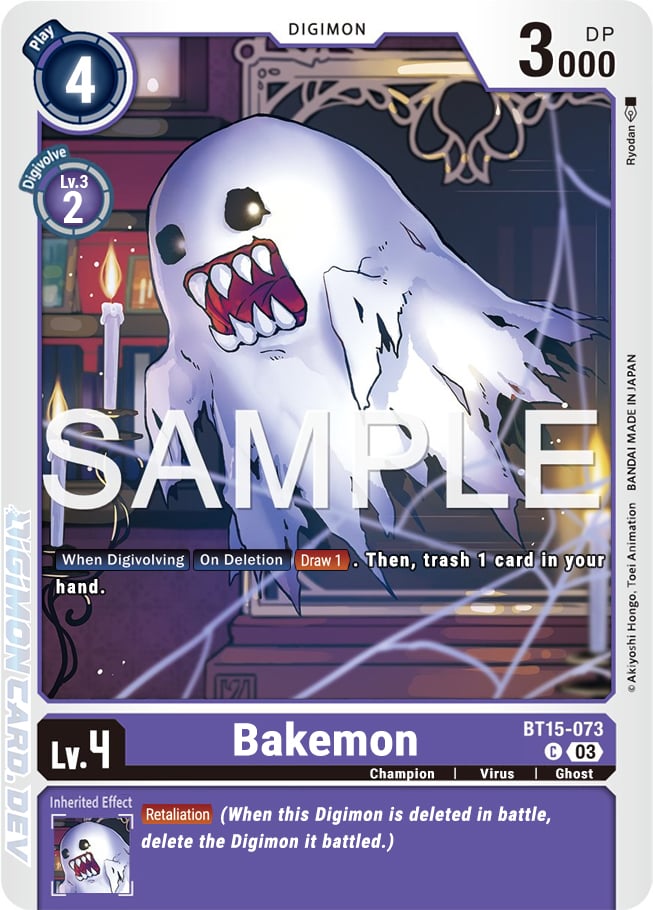 DIGIMON
Play
4
3000
DP
Digivolve
Lv.3
2
Ryodan
SAMPLE
When Digivolving On Deletion Draw 1 . Then, trash 1 card in your
hand.
© Akiyoshi Hongo, Toei Animation BANDAI MADE IN JAPAN
DIGIMONCARD.DEV
Lv.4
Bakemon
BT15-073
C 03
Champion | Virus | Ghost
Inherited Effect
Retaliation (When this Digimon is deleted in battle,
delete the Digimon it battled.)